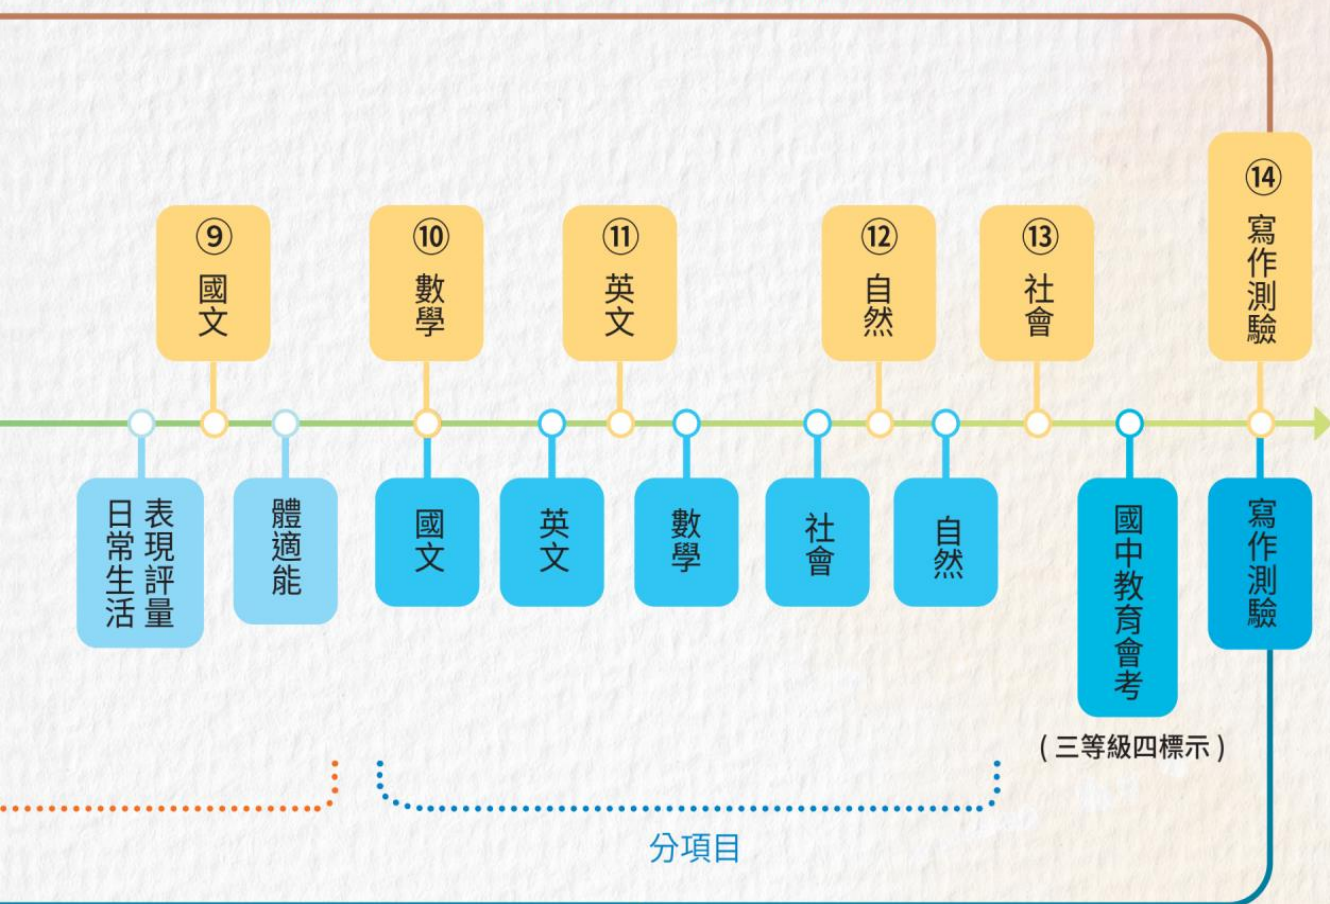 ⑨ 國文
⑩ 數學
⑪ 英文
⑫ 自然
⑬ 社會
⑭ 寫作測驗
日常生活
表現評量
體適能
國文
英文
數學
社會
自然
國中教育會考
(三等級四標示)
寫作測驗
分項目